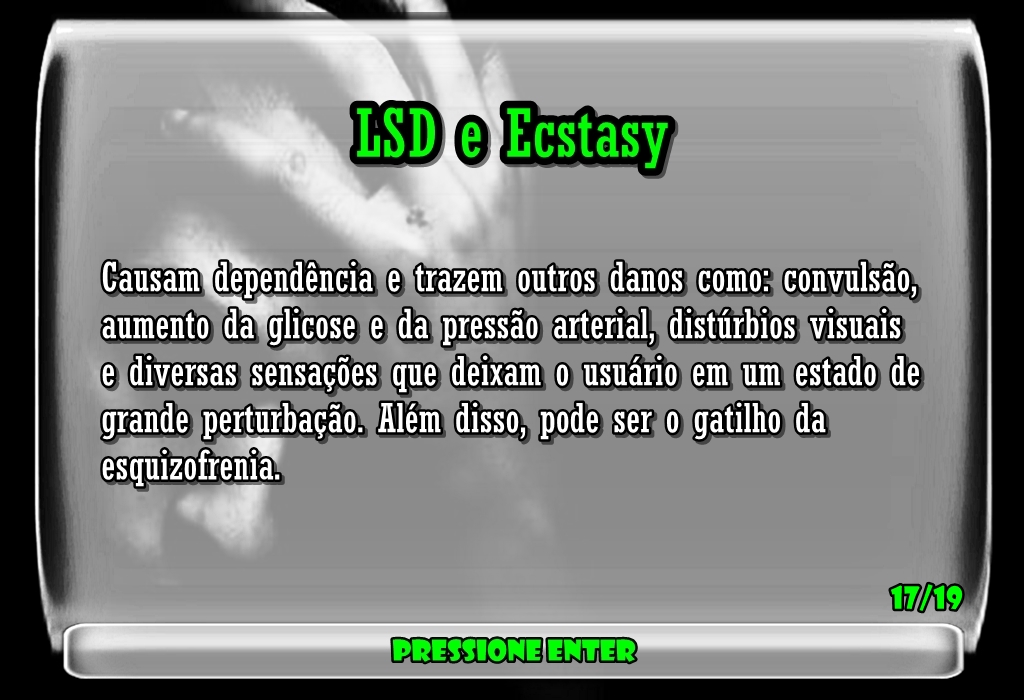 LSD e Ecstasy
Causam dependência e trazem outros danos como: convulsão,
aumento da glicose e da pressão arterial, distúrbios visuais
e diversas sensações que deixam o usuário em um estado de
grande perturbação. Além disso, pode ser o gatilho da
esquizofrenia.
17/19
PRESSIONE ENTER